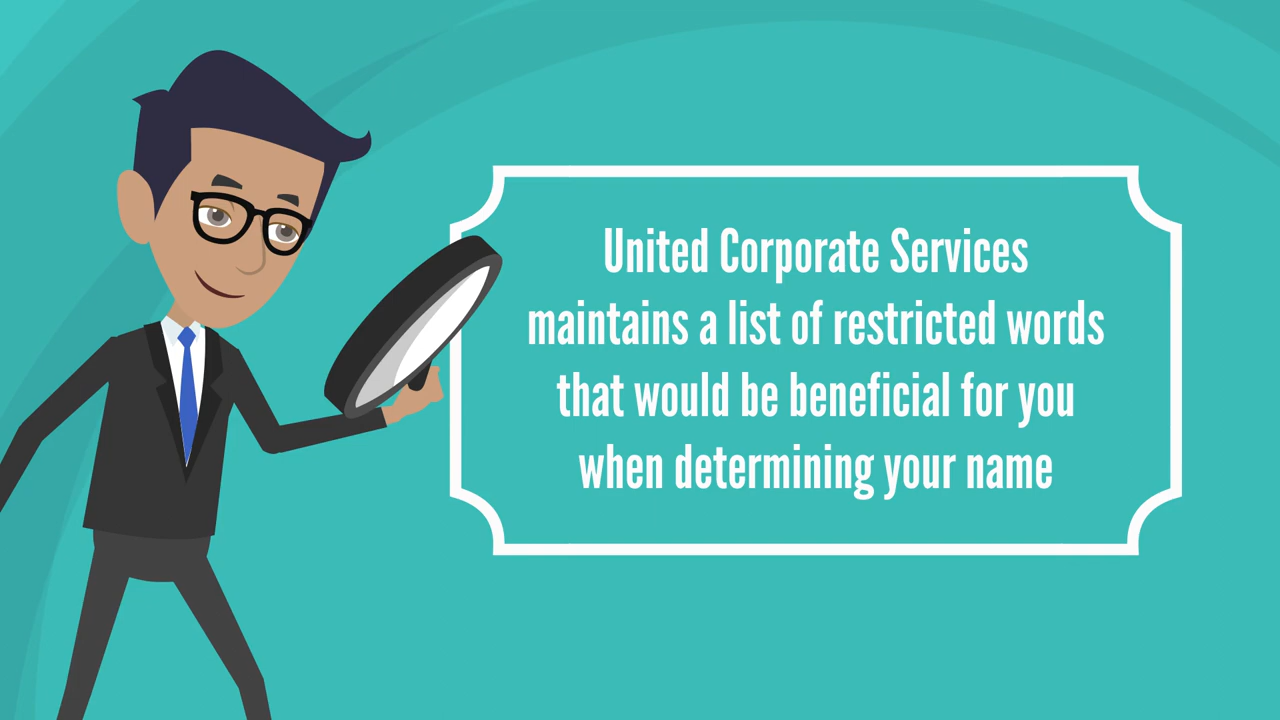 United Corporate Services
maintains a list of restricted words
that would be beneficial for you
when determining your name